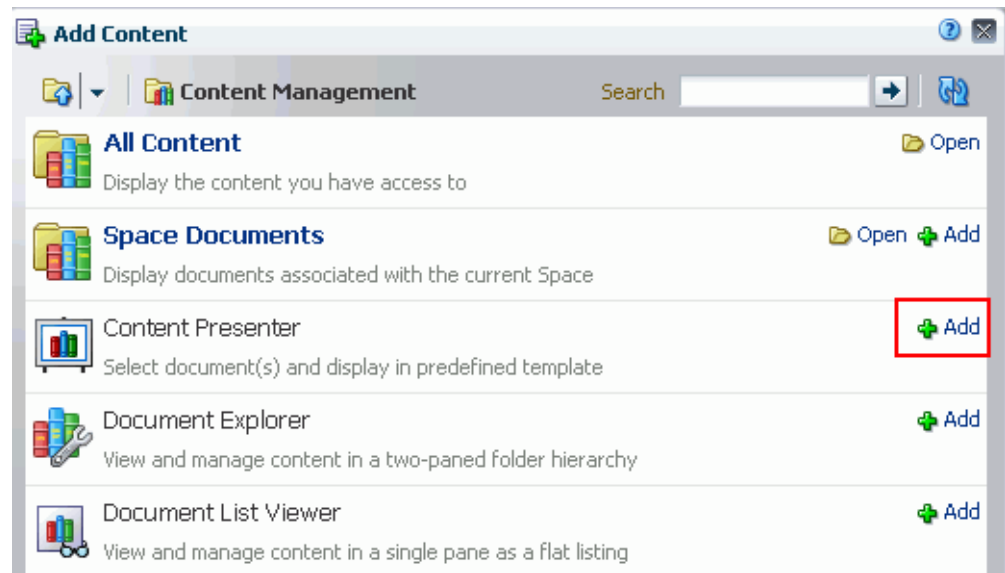 Add Content
Content Management Search
All Content Open
Display the content you have access to
Space Documents Open Add
Display documents associated with the current Space
Content Presenter Add
Select document(s) and display in predefined template
Document Explorer Add
View and manage content in a two-paned folder hierarchy
Document List Viewer Add
View and manage content in a single pane as a flat listing